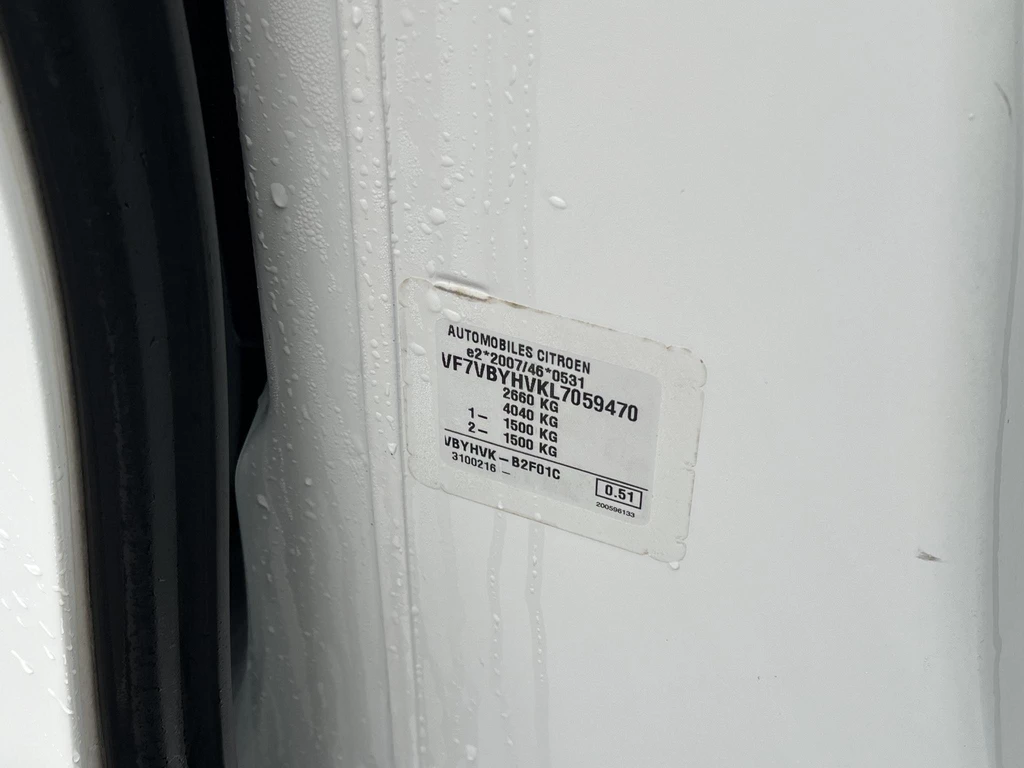 AUTOMOBILES CITROEN
e2*2007/46*0531
VF7VBYHVKL7059470
2660 KG
4040 KG
1– 1500 KG
2– 1500 KG
VBYHVK – B2F01C
3100216 –
0.51
200596133